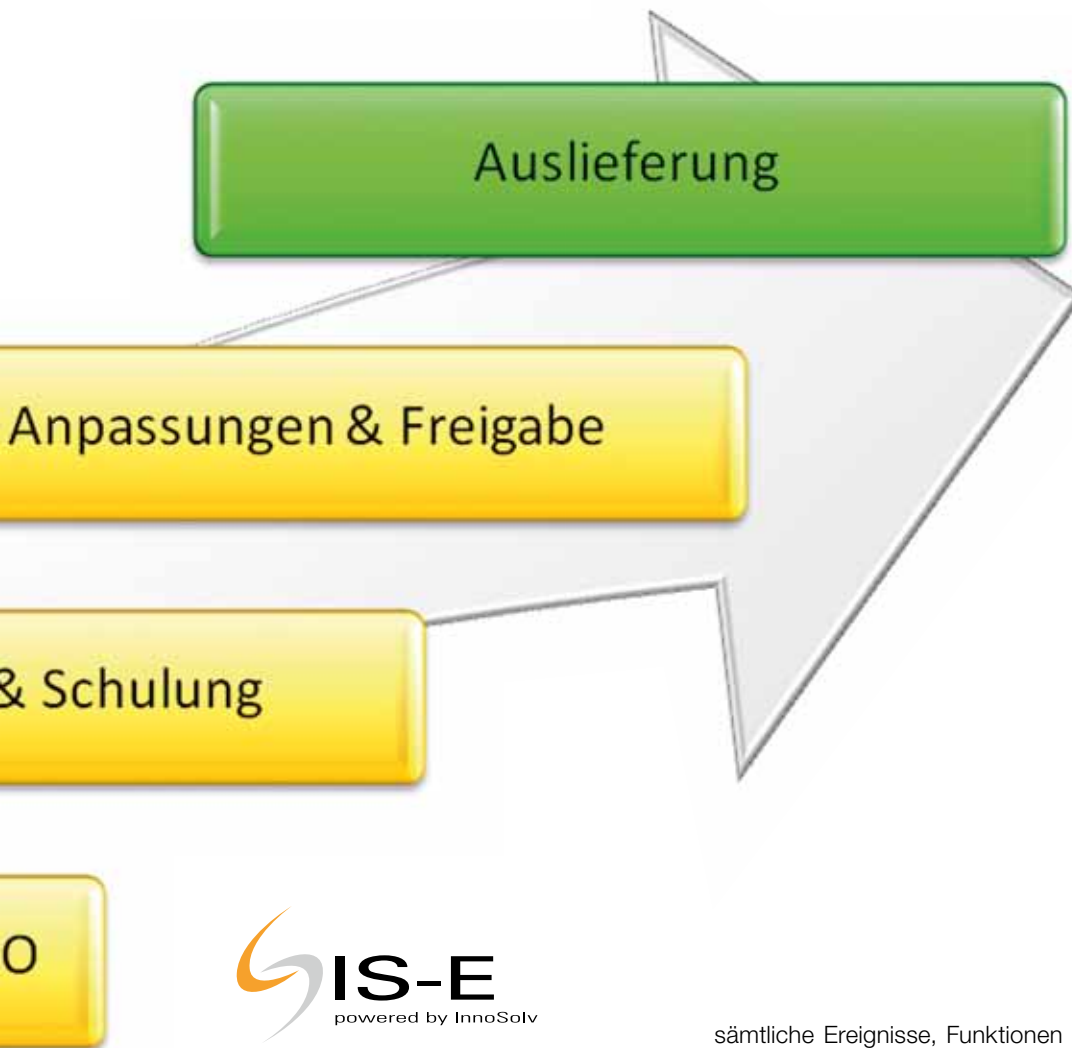 Auslieferung
Anpassungen & Freigabe
& Schulung
O
IS-E
powered by InnoSolv
sämtliche Ereignisse, Funktionen